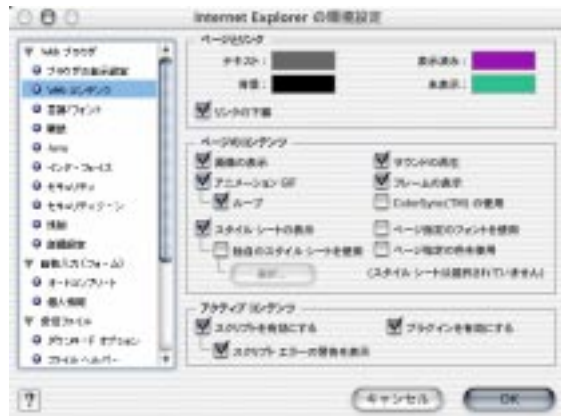 Internet Explorer の環境設定
Web ブラウザ
ブラウザの表示設定
Web コンテンツ
言語/フォント
購読
Java
インターフェイス
セキュリティ
セキュリティゾーン
性能
詳細設定
自動入力(フォーム)
オートコンプリート
個人情報
受信ファイル
ダウンロード オプション
ファイル ヘルパー
ページとリンク
テキスト:
表示済み:
背景:
未表示:
リンクの下線
ページのコンテンツ
画像の表示
サウンドの再生
アニメーション GIF
フレームの表示
ループ
ColorSync(TM) の使用
スタイル シートの表示
ページ指定のフォントを使用
独自のスタイル シートを使用
ページ指定の色を使用
選択...
(スタイル シートは選択されていません)
アクティブ コンテンツ
スクリプトを有効にする
プラグインを有効にする
スクリプト エラーの警告を表示
?
キャンセル
OK